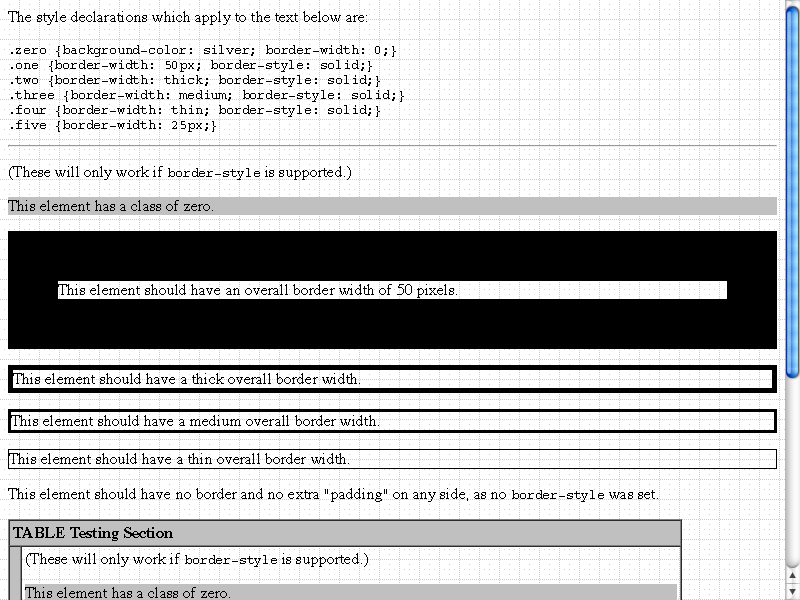 The style declarations which apply to the text below are:
.zero {background-color: silver; border-width: 0;}
.one {border-width: 50px; border-style: solid;}
.two {border-width: thick; border-style: solid;}
.three {border-width: medium; border-style: solid;}
.four {border-width: thin; border-style: solid;}
.five {border-width: 25px;}
(These will only work if border-style is supported.)
This element has a class of zero.
This element should have an overall border width of 50 pixels.
This element should have a thick overall border width.
This element should have a medium overall border width.
This element should have a thin overall border width.
This element should have no border and no extra "padding" on any side, as no border-style was set.
TABLE Testing Section
(These will only work if border-style is supported.)
This element has a class of zero.